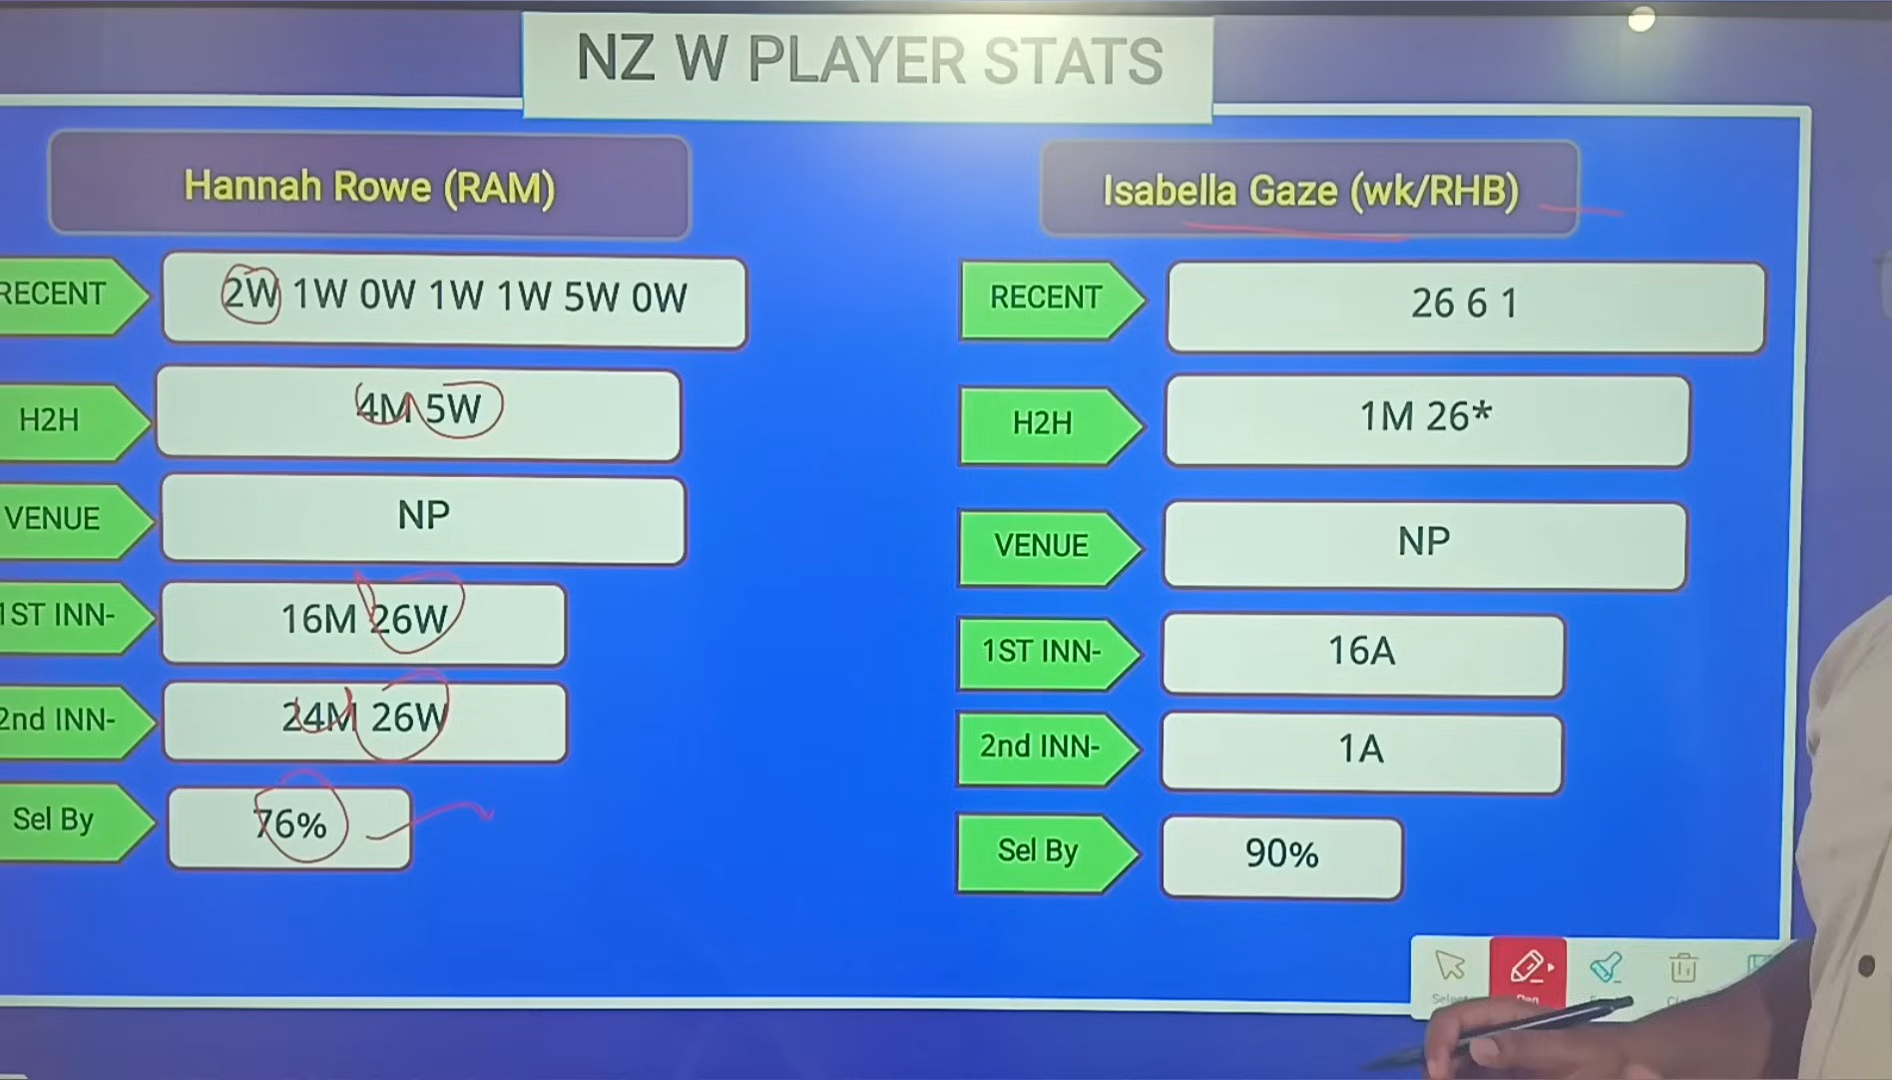 NZ W PLAYER STATS
Hannah Rowe (RAM)
RECENT
2W 1W 0W 1W 1W 5W 0W
H2H
4M 5W
VENUE
NP
1ST INN-
16M 26W
2nd INN-
24M 26W
Sel By
76%
Isabella Gaze (wk/RHB)
RECENT
26 6 1
H2H
1M 26*
VENUE
NP
1ST INN-
16A
2nd INN-
1A
Sel By
90%
Pen